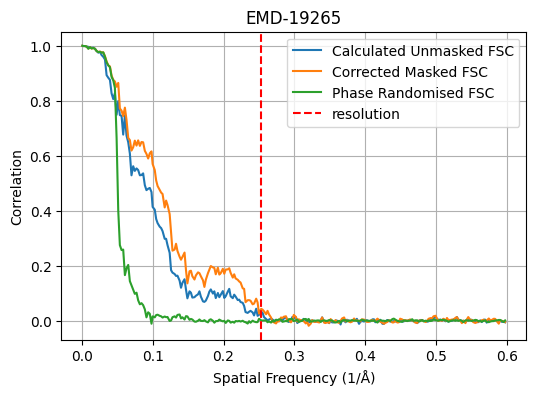 EMD-19265
Calculated Unmasked FSC
Corrected Masked FSC
Phase Randomised FSC
resolution
Correlation
1.0
0.8
0.6
0.4
0.2
0.0
0.0 0.1 0.2 0.3 0.4 0.5 0.6
Spatial Frequency (1/Å)